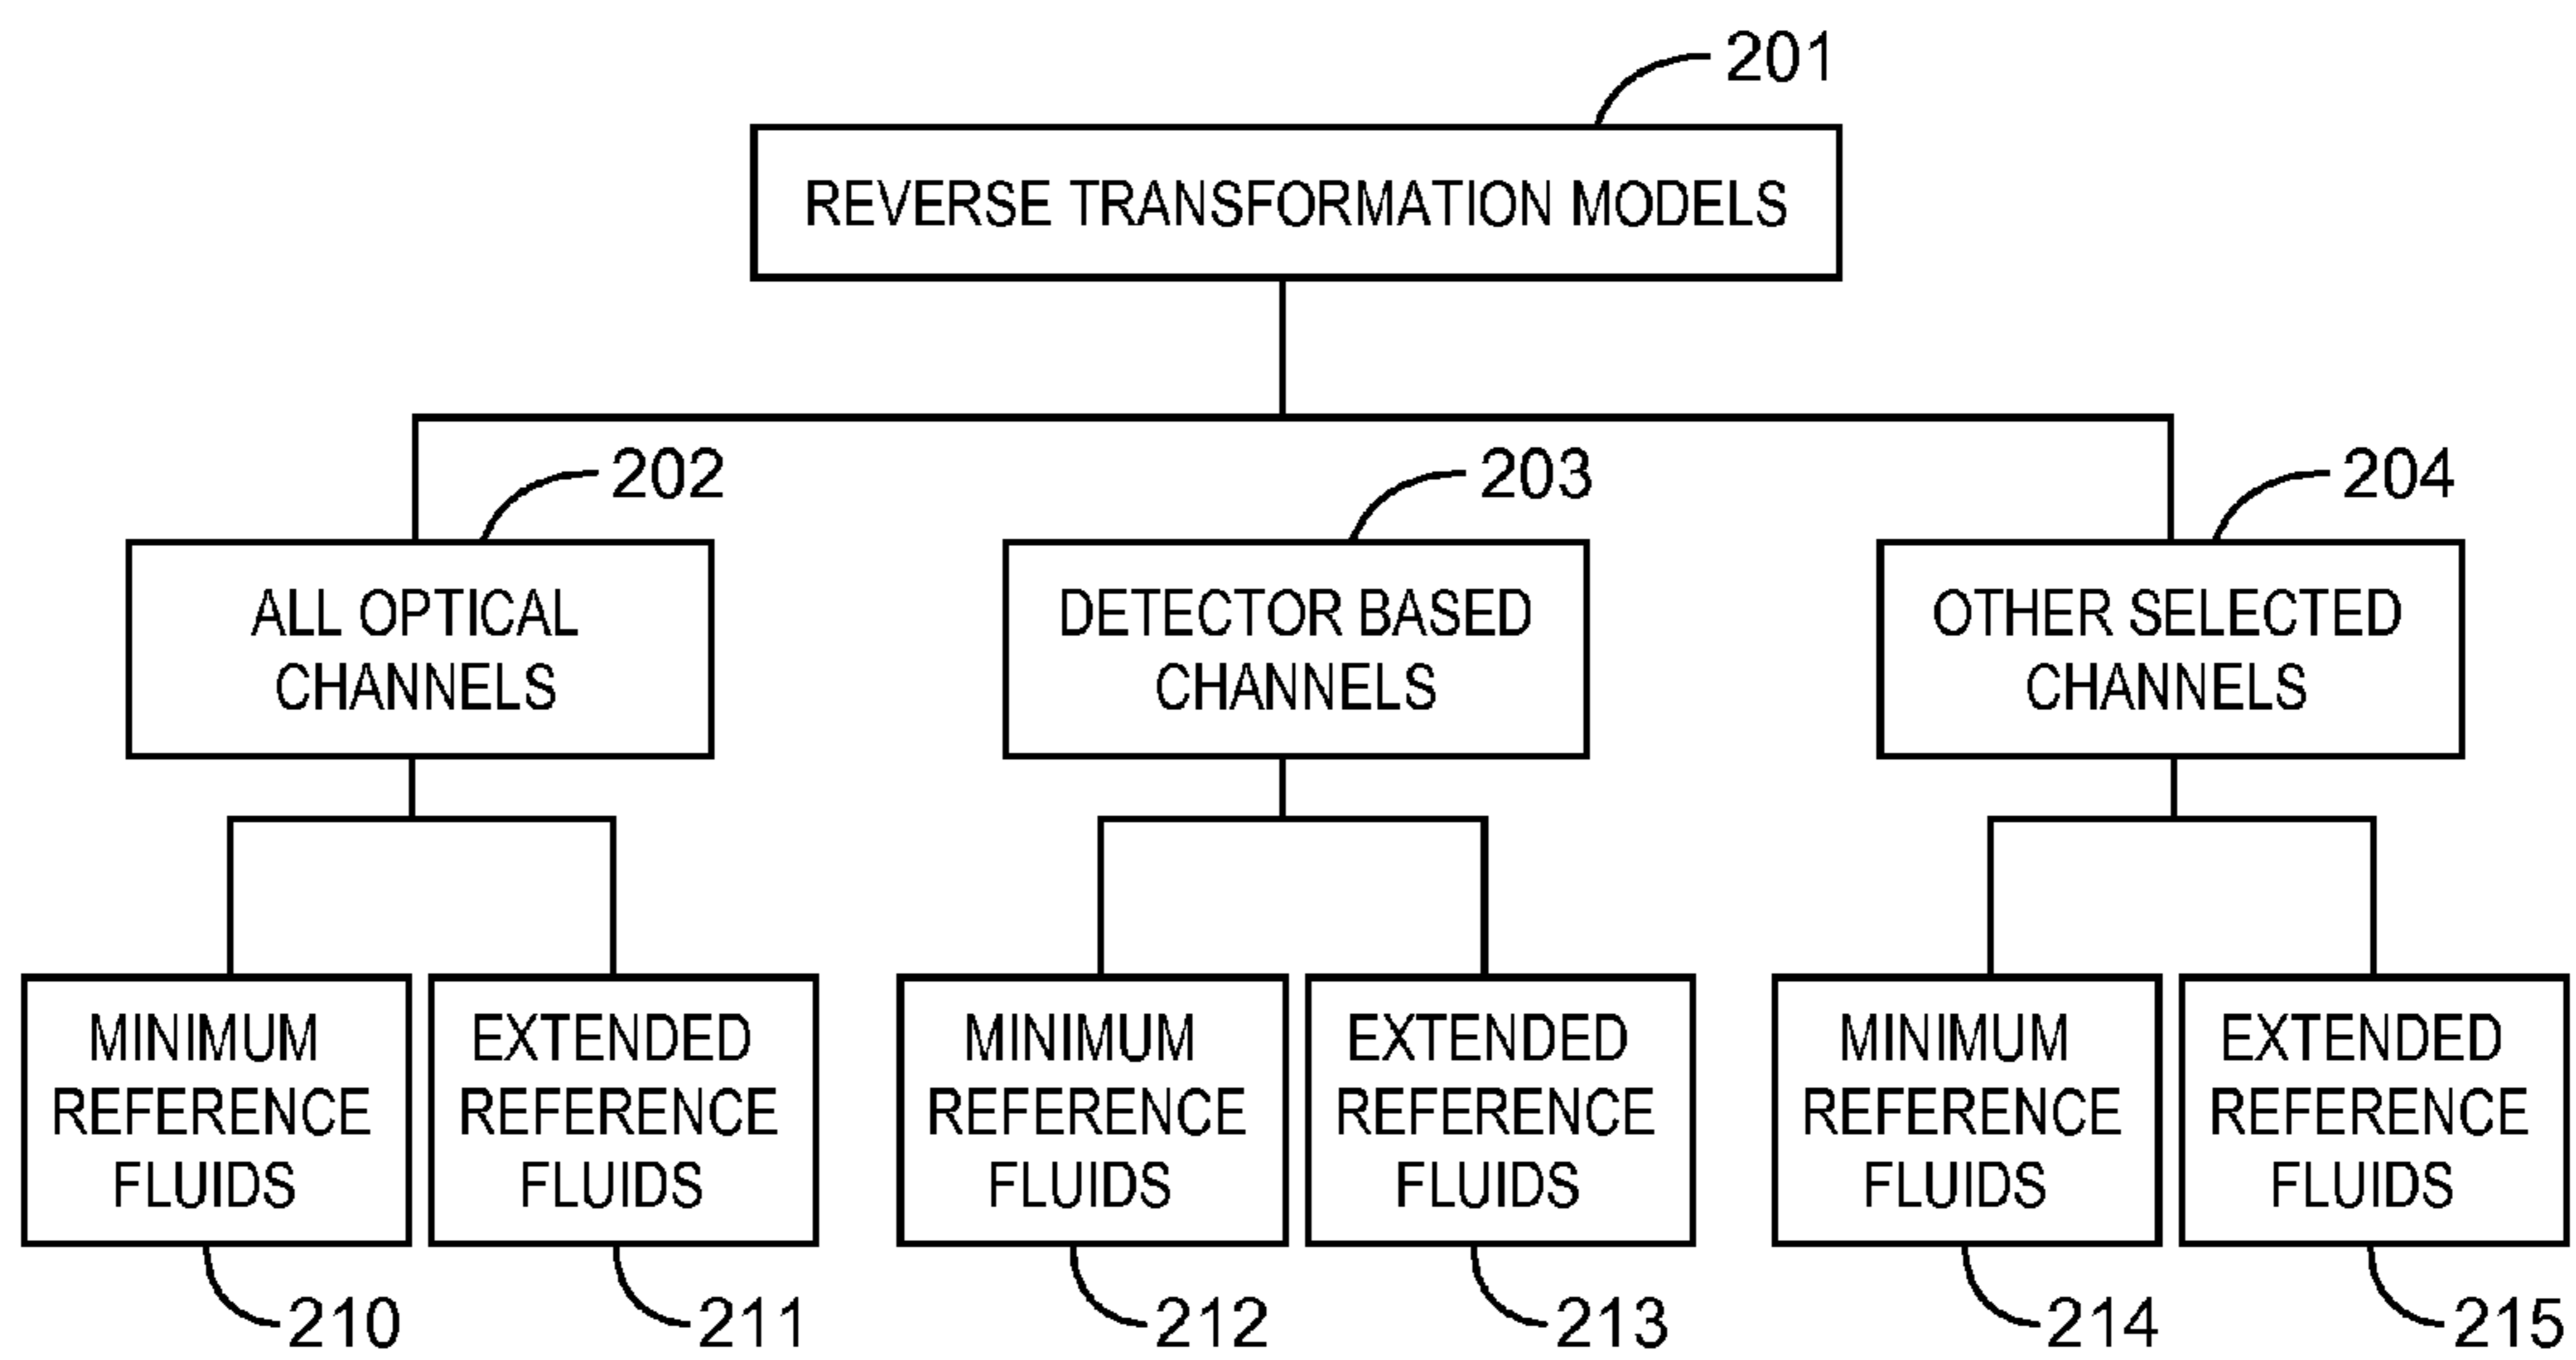 201
REVERSE TRANSFORMATION MODELS
202
203
204
ALL OPTICAL
CHANNELS
DETECTOR BASED
CHANNELS
OTHER SELECTED
CHANNELS
MINIMUM
REFERENCE
FLUIDS
EXTENDED
REFERENCE
FLUIDS
MINIMUM
REFERENCE
FLUIDS
EXTENDED
REFERENCE
FLUIDS
MINIMUM
REFERENCE
FLUIDS
EXTENDED
REFERENCE
FLUIDS
210
211
212
213
214
215